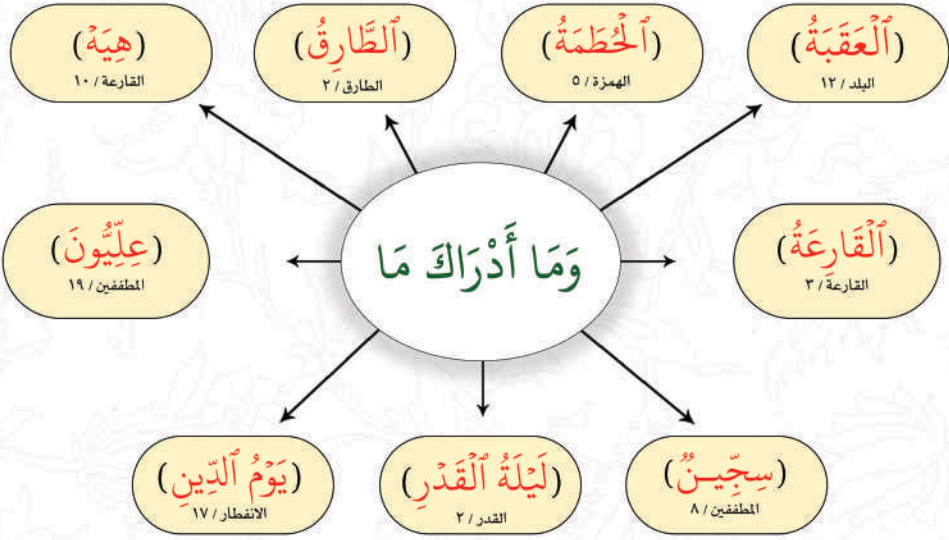 (ٱلۡعَقَبَةُ)
البلد / ١٢
(ٱلۡحُطَمَةُ)
الهمزة / ٥
(ٱلطَّارِقُ)
الطارق / ٢
(هِيَهۡ)
القارعة / ١٠
(ٱلۡقَارِعَةُ)
القارعة / ٣
وَمَا أَدْرَاكَ مَا
(عِلِّيُّونَ)
المطففين / ١٩
(سِجِّينٌ)
المطففين / ٨
(لَيۡلَةُ ٱلۡقَدۡرِ)
القدر / ٢
(يَوۡمُ ٱلدِّينِ)
الانفطار / ١٧